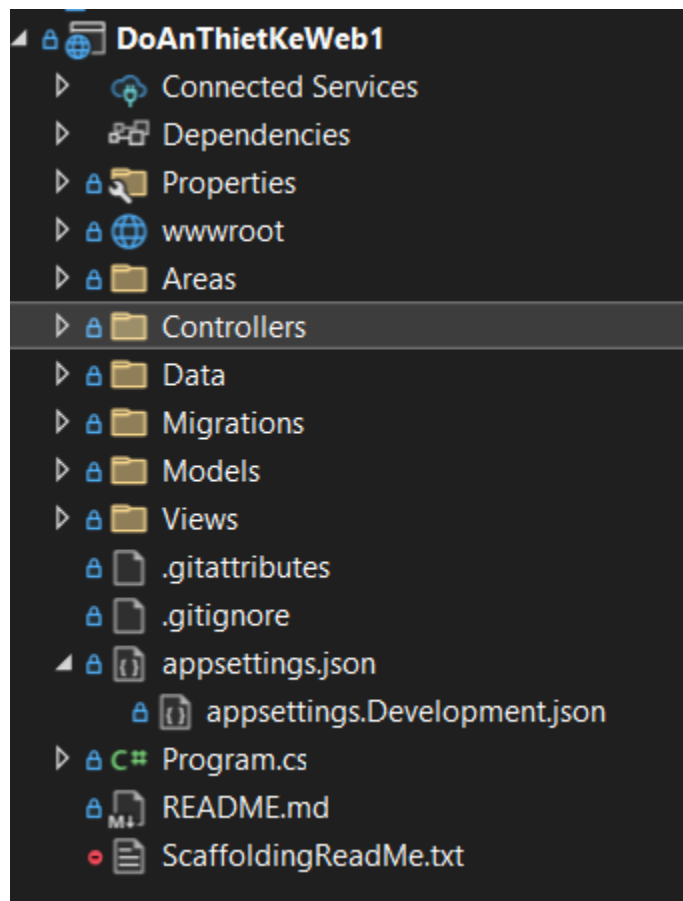 DoAnThietKeWeb1
Connected Services
Dependencies
Properties
wwwroot
Areas
Controllers
Data
Migrations
Models
Views
.gitattributes
.gitignore
appsettings.json
appsettings.Development.json
C# Program.cs
M↓ README.md
ScaffoldingReadMe.txt